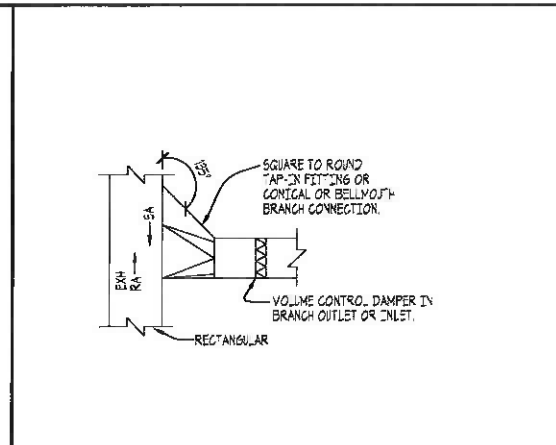 135°
SQUARE TO ROUND
TAP-IN FITTING OR
CONICAL OR BELLMOUTH
BRANCH CONNECTION.
SA
EXH
RA
VOLUME CONTROL DAMPER IN
BRANCH OUTLET OR INLET.
RECTANGULAR